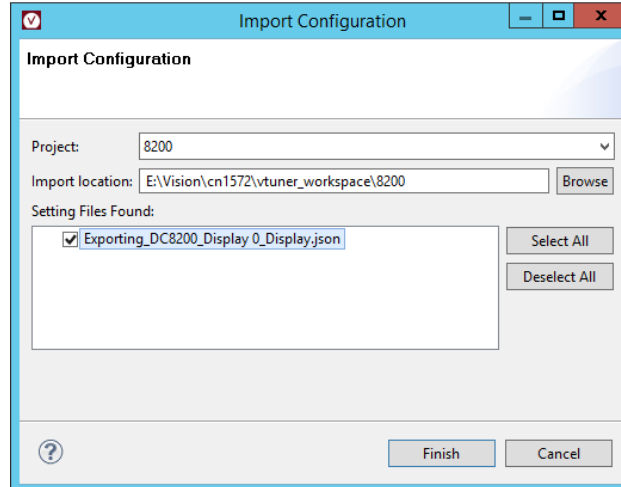 Import Configuration
Import Configuration
Project: 8200
Import location: E:\Vision\cn1572\vtuner_workspace\8200 Browse
Setting Files Found:
Exporting_DC8200_Display 0_Display.json
Select All
Deselect All
Finish Cancel